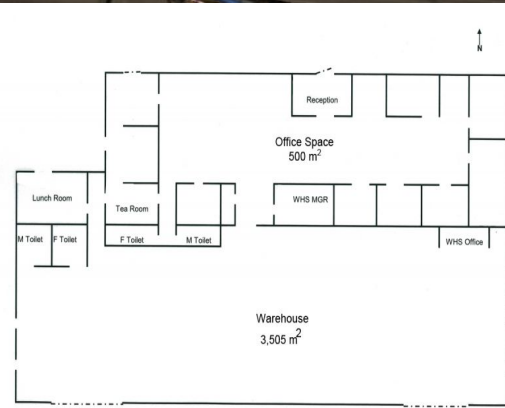 N
Reception
Office Space
500 m2
Lunch Room
Tea Room
WHS MGR
M Toilet
F Toilet
F Toilet
M Toilet
WHS Office
Warehouse
3,505 m2